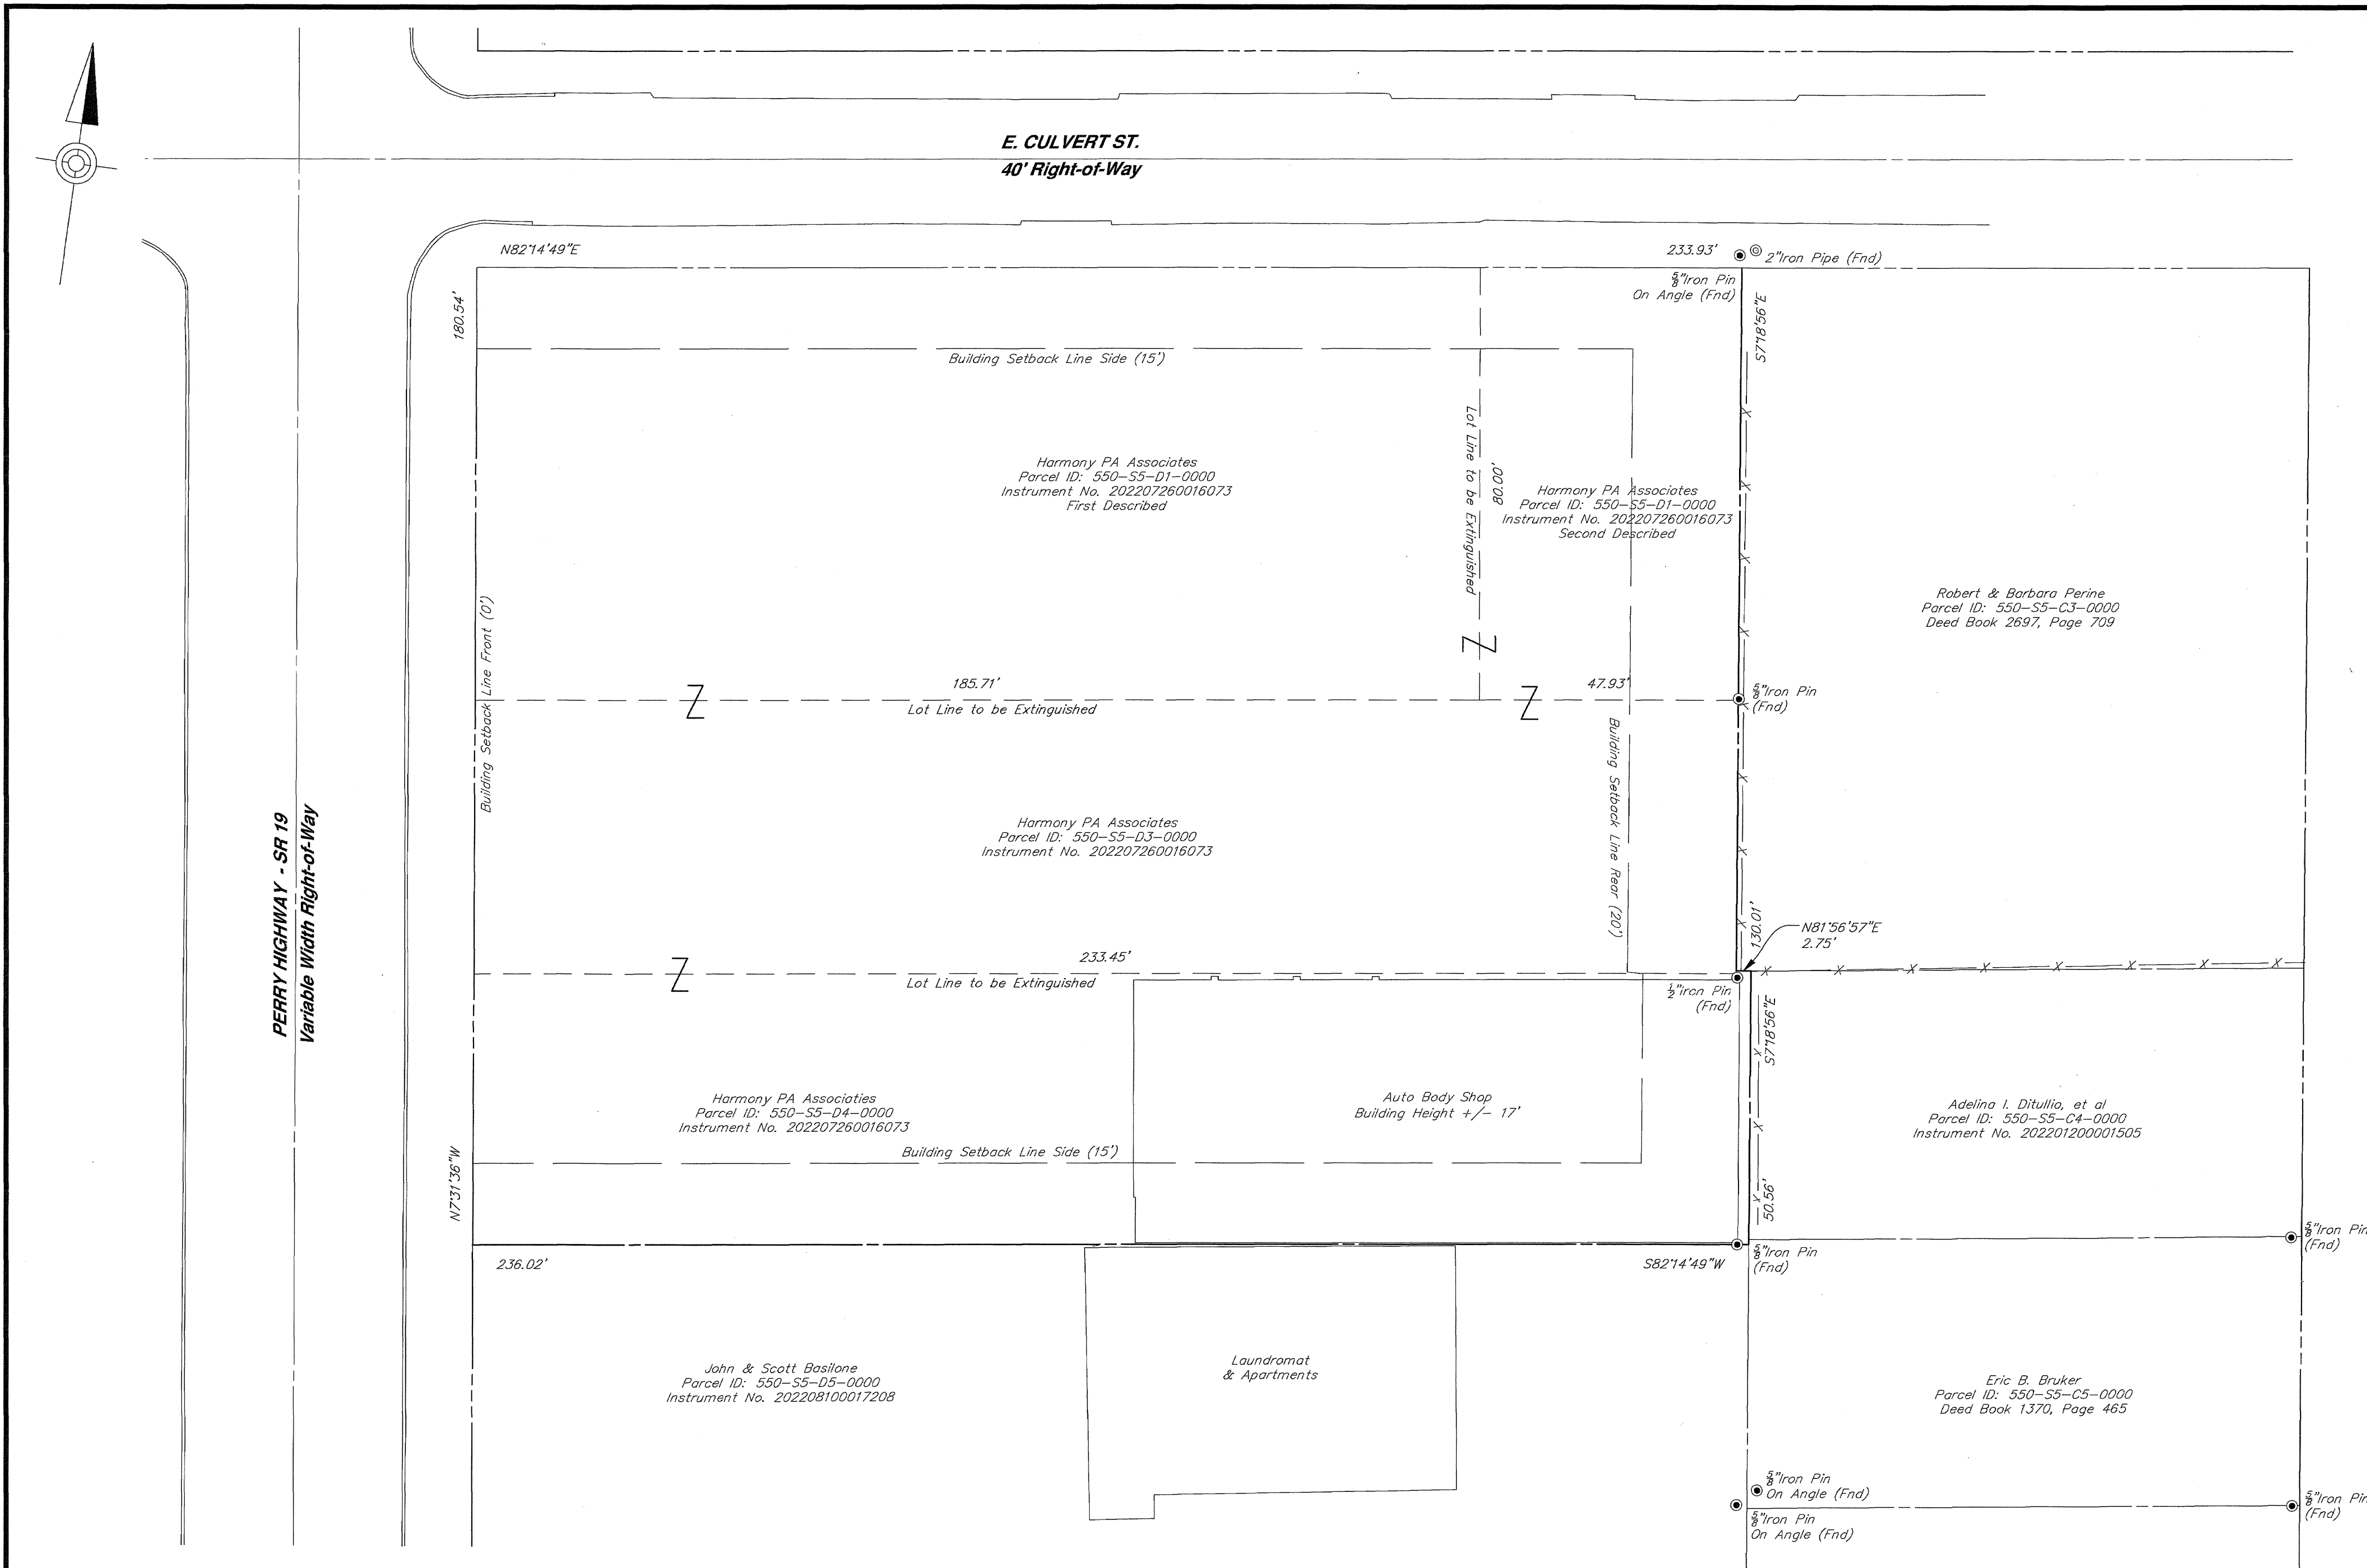 E. CULVERT ST.
40' Right-of-Way
N82°14'49"E
233.93'
2"Iron Pipe (Fnd)
5/8"Iron Pin
On Angle (Fnd)
180.54'
S7°18'56"E
Building Setback Line Side (15')
Lot Line to be Extinguished
80.00'
Harmony PA Associates
Parcel ID: 550-S5-D1-0000
Instrument No. 202207260016073
First Described
Harmony PA Associates
Parcel ID: 550-S5-D1-0000
Instrument No. 202207260016073
Second Described
Robert & Barbara Perine
Parcel ID: 550-S5-C3-0000
Deed Book 2697, Page 709
Building Setback Line Front (0')
185.71'
Lot Line to be Extinguished
47.93'
5/8"Iron Pin
(Fnd)
Building Setback Line Rear (20')
PERRY HIGHWAY - SR 19
Variable Width Right-of-Way
Harmony PA Associates
Parcel ID: 550-S5-D3-0000
Instrument No. 202207260016073
130.01'
N81°56'57"E
2.75'
233.45'
Lot Line to be Extinguished
1/2"Iron Pin
(Fnd)
S7°18'56"E
Harmony PA Associaties
Parcel ID: 550-S5-D4-0000
Instrument No. 202207260016073
Auto Body Shop
Building Height +/- 17'
Adelina I. Ditullio, et al
Parcel ID: 550-S5-C4-0000
Instrument No. 202201200001505
Building Setback Line Side (15')
N7°31'36"W
50.56'
236.02'
S82°14'49"W
5/8"Iron Pin
(Fnd)
5/8"Iron Pin
(Fnd)
John & Scott Basilone
Parcel ID: 550-S5-D5-0000
Instrument No. 202208100017208
Laundromat
& Apartments
Eric B. Bruker
Parcel ID: 550-S5-C5-0000
Deed Book 1370, Page 465
5/8"Iron Pin
On Angle (Fnd)
5/8"Iron Pin
On Angle (Fnd)
5/8"Iron Pin
(Fnd)